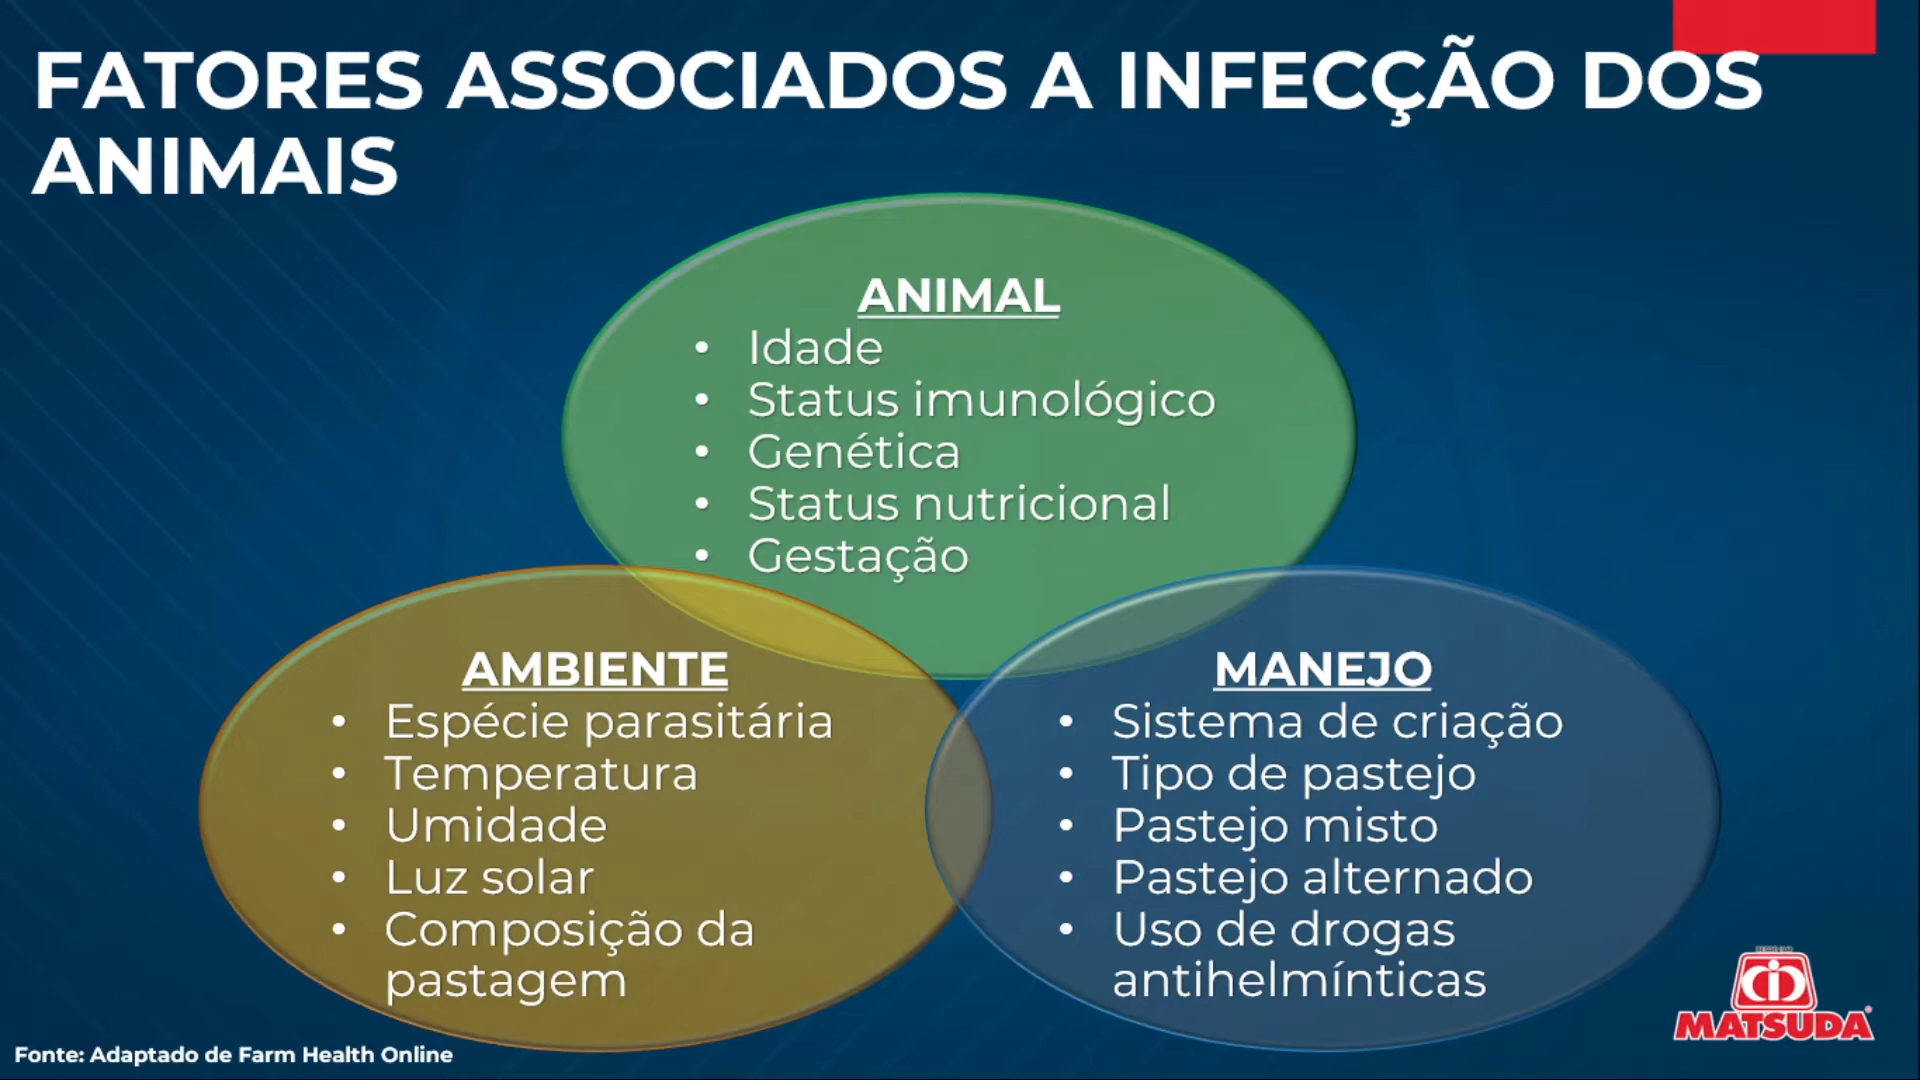 FATORES ASSOCIADOS A INFECÇÃO DOS
ANIMAIS
ANIMAL
• Idade
• Status imunológico
• Genética
• Status nutricional
• Gestação
AMBIENTE
• Espécie parasitária
• Temperatura
• Umidade
• Luz solar
• Composição da
pastagem
MANEJO
• Sistema de criação
• Tipo de pastejo
• Pastejo misto
• Pastejo alternado
• Uso de drogas
antihelmínticas
MATSUDA
Fonte: Adaptado de Farm Health Online